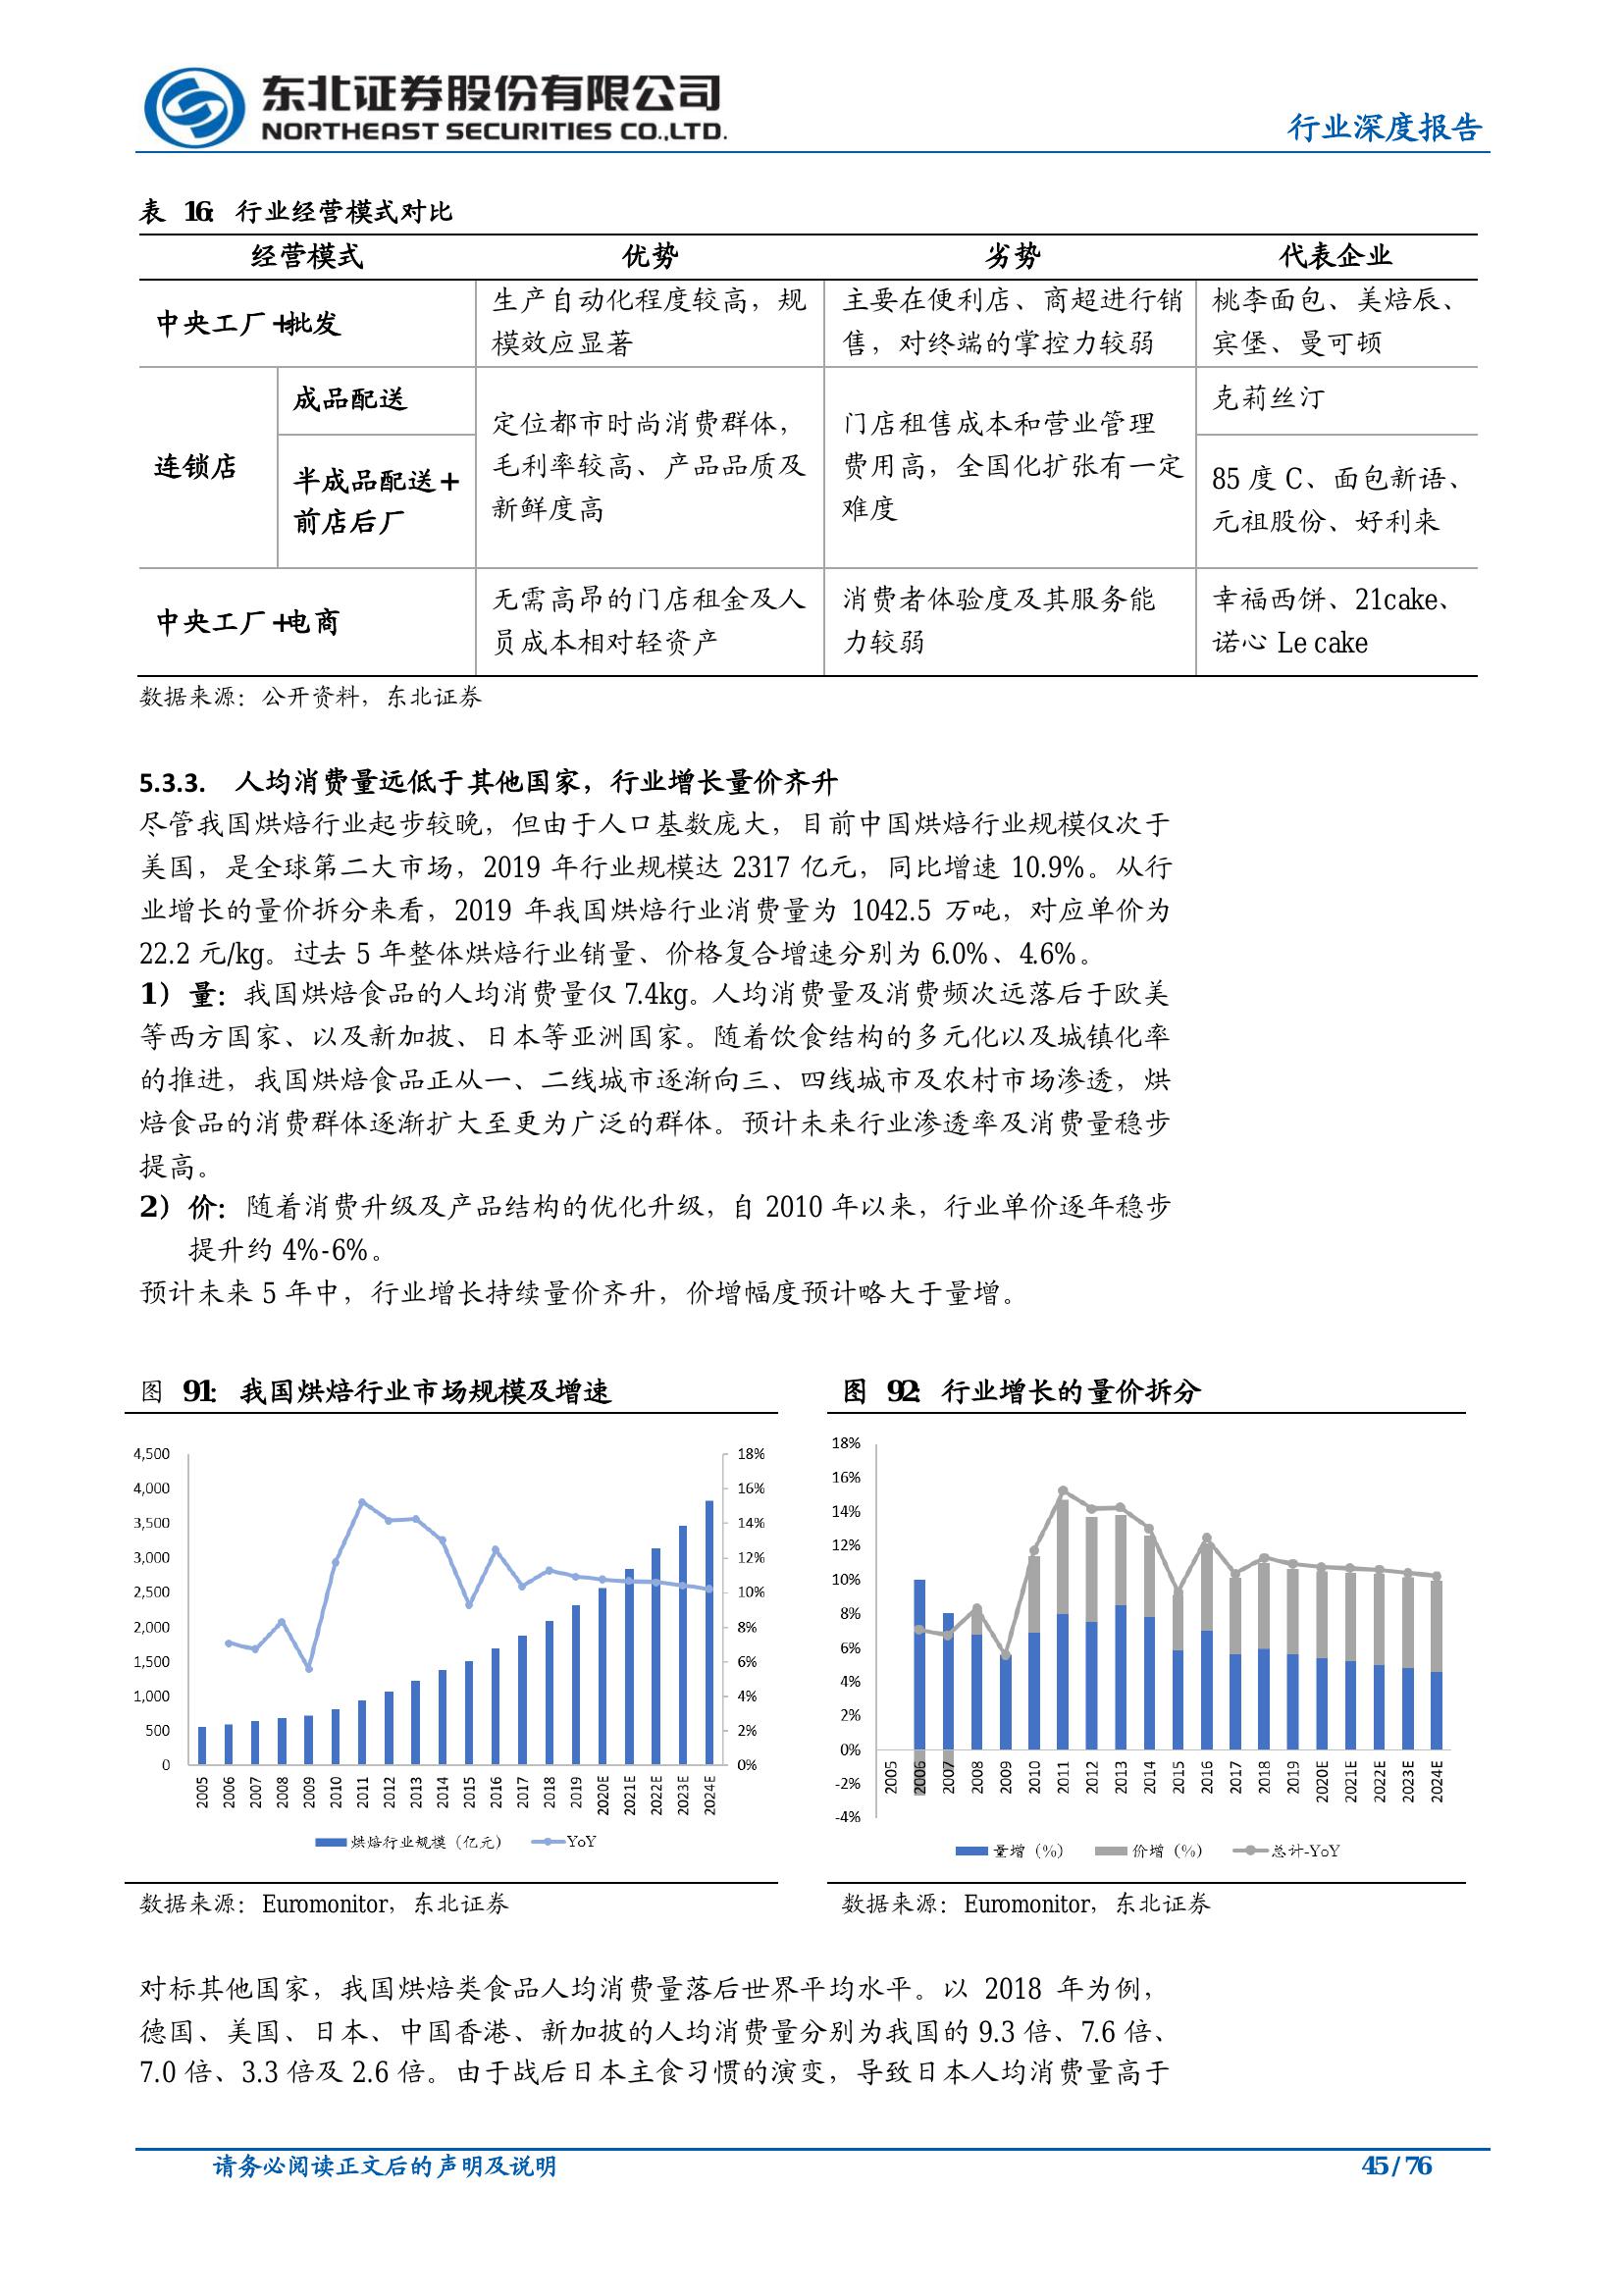 东北证券股份有限公司
NORTHEAST SECURITIES CO.,LTD.
行业深度报告
表 16：行业经营模式对比
经营模式 优势 劣势 代表企业
中央工厂+批发
生产自动化程度较高，规
模效应显著
主要在便利店、商超进行销
售，对终端的掌控力较弱
桃李面包、美焙辰、
宾堡、曼可顿
连锁店
成品配送
半成品配送+
前店后厂
定位都市时尚消费群体，
毛利率较高、产品品质及
新鲜度高
门店租售成本和营业管理
费用高，全国化扩张有一定
难度
克莉丝汀
85 度 C、面包新语、
元祖股份、好利来
中央工厂+电商
无需高昂的门店租金及人
员成本相对轻资产
消费者体验度及其服务能
力较弱
幸福西饼、21cake、
诺心 Le cake
数据来源：公开资料，东北证券
5.3.3. 人均消费量远低于其他国家，行业增长量价齐升
尽管我国烘焙行业起步较晚，但由于人口基数庞大，目前中国烘焙行业规模仅次于
美国，是全球第二大市场，2019 年行业规模达 2317 亿元，同比增速 10.9%。从行
业增长的量价拆分来看，2019 年我国烘焙行业消费量为 1042.5 万吨，对应单价为
22.2 元/kg。过去 5 年整体烘焙行业销量、价格复合增速分别为 6.0%、4.6%。
1）量：我国烘焙食品的人均消费量仅 7.4kg。人均消费量及消费频次远落后于欧美
等西方国家、以及新加披、日本等亚洲国家。随着饮食结构的多元化以及城镇化率
的推进，我国烘焙食品正从一、二线城市逐渐向三、四线城市及农村市场渗透，烘
焙食品的消费群体逐渐扩大至更为广泛的群体。预计未来行业渗透率及消费量稳步
提高。
2）价：随着消费升级及产品结构的优化升级，自 2010 年以来，行业单价逐年稳步
提升约 4%-6%。
预计未来 5 年中，行业增长持续量价齐升，价增幅度预计略大于量增。
图 91：我国烘焙行业市场规模及增速
4,500
4,000
3,500
3,000
2,500
2,000
1,500
1,000
500
0
18%
16%
14%
12%
10%
8%
6%
4%
2%
0%
2005 2006 2007 2008 2009 2010 2011 2012 2013 2014 2015 2016 2017 2018 2019 2020E 2021E 2022E 2023E 2024E
烘焙行业规模（亿元） YoY
数据来源：Euromonitor，东北证券
图 92：行业增长的量价拆分
18%
16%
14%
12%
10%
8%
6%
4%
2%
0%
-2%
-4%
2005 2006 2007 2008 2009 2010 2011 2012 2013 2014 2015 2016 2017 2018 2019 2020E 2021E 2022E 2023E 2024E
量增（%） 价增（%） 总计-YoY
数据来源：Euromonitor，东北证券
对标其他国家，我国烘焙类食品人均消费量落后世界平均水平。以 2018 年为例，
德国、美国、日本、中国香港、新加披的人均消费量分别为我国的 9.3 倍、7.6 倍、
7.0 倍、3.3 倍及 2.6 倍。由于战后日本主食习惯的演变，导致日本人均消费量高于
请务必阅读正文后的声明及说明
45 / 76